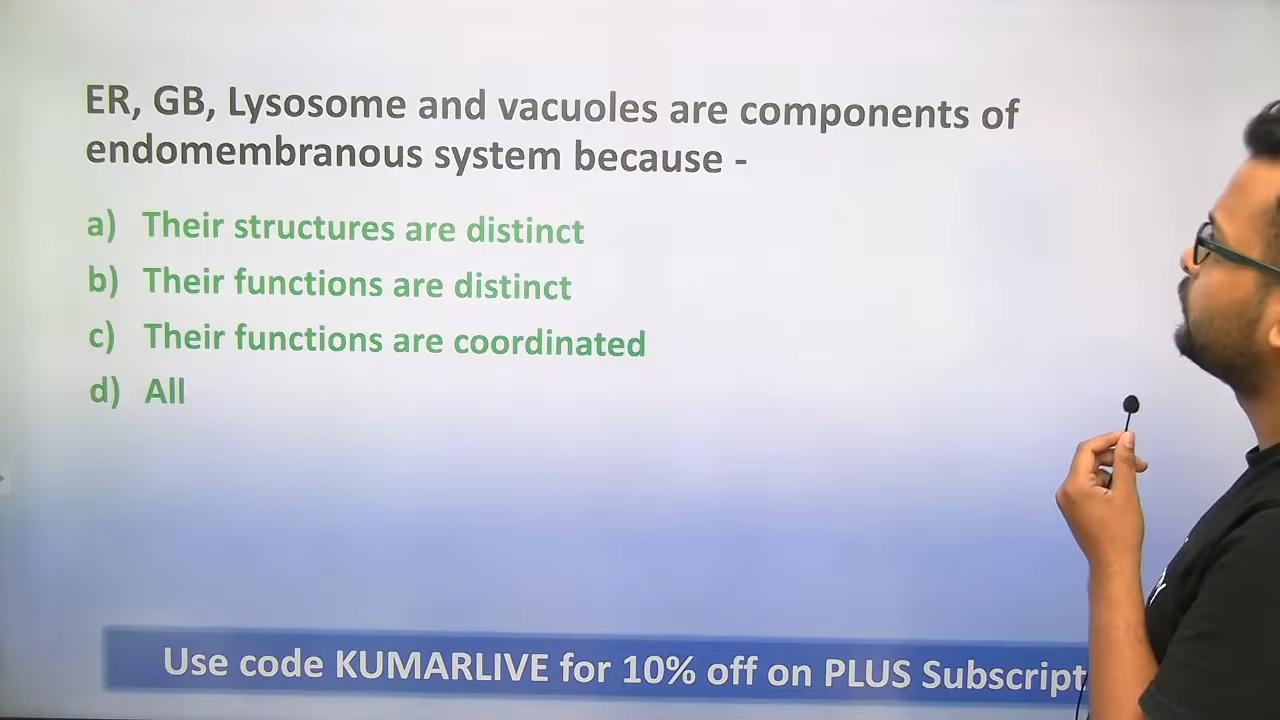 ER, GB, Lysosome and vacuoles are components of
endomembranous system because -
a) Their structures are distinct
b) Their functions are distinct
c) Their functions are coordinated
d) All
Use code KUMARLIVE for 10% off on PLUS Subscript